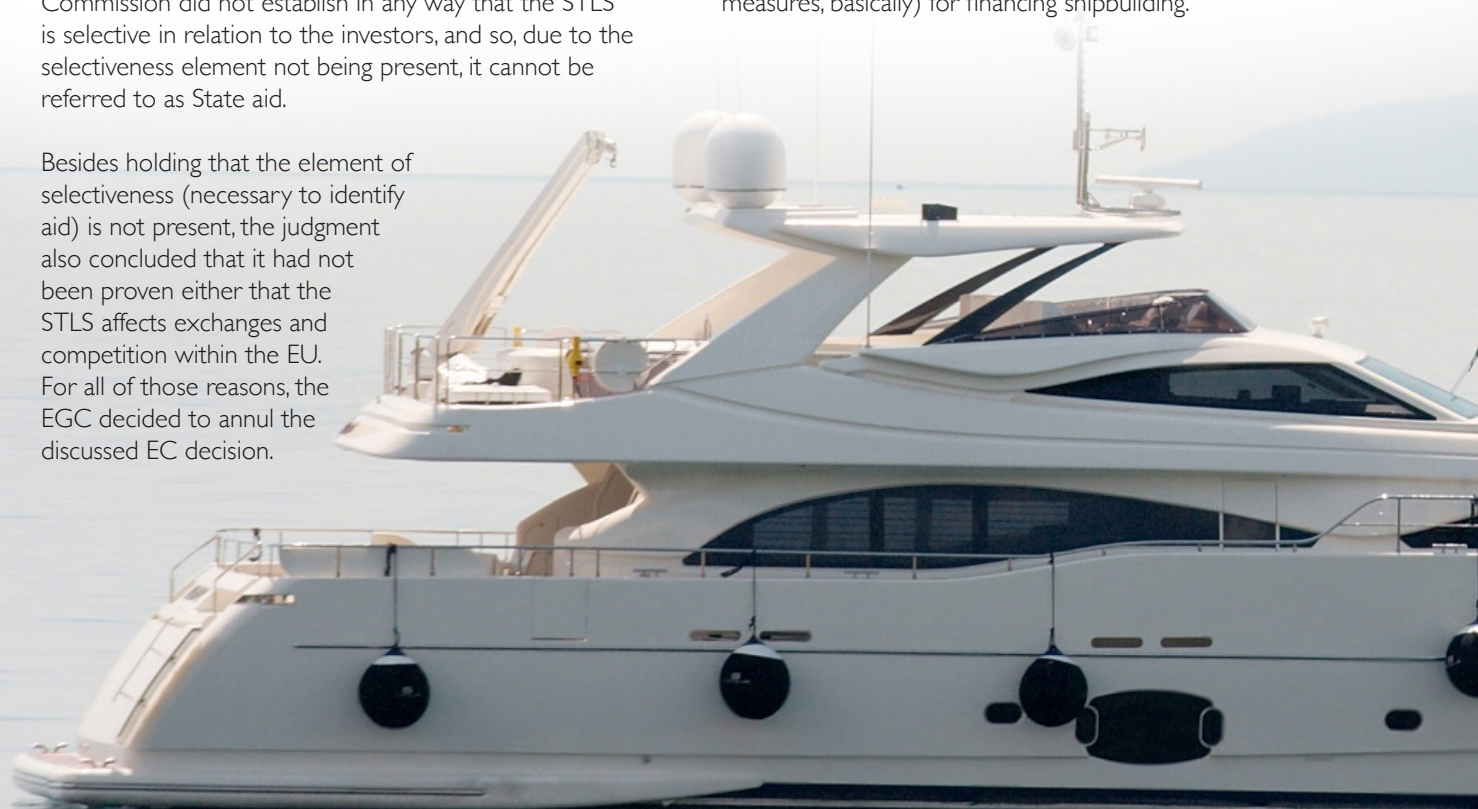 Commission did not establish in any way that the STLS
is selective in relation to the investors, and so, due to the
selectiveness element not being present, it cannot be
referred to as State aid.
Besides holding that the element of
selectiveness (necessary to identify
aid) is not present, the judgment
also concluded that it had not
been proven either that the
STLS affects exchanges and
competition within the EU.
For all of those reasons, the
EGC decided to annul the
discussed EC decision.
measures, basically) for financing shipbuilding.